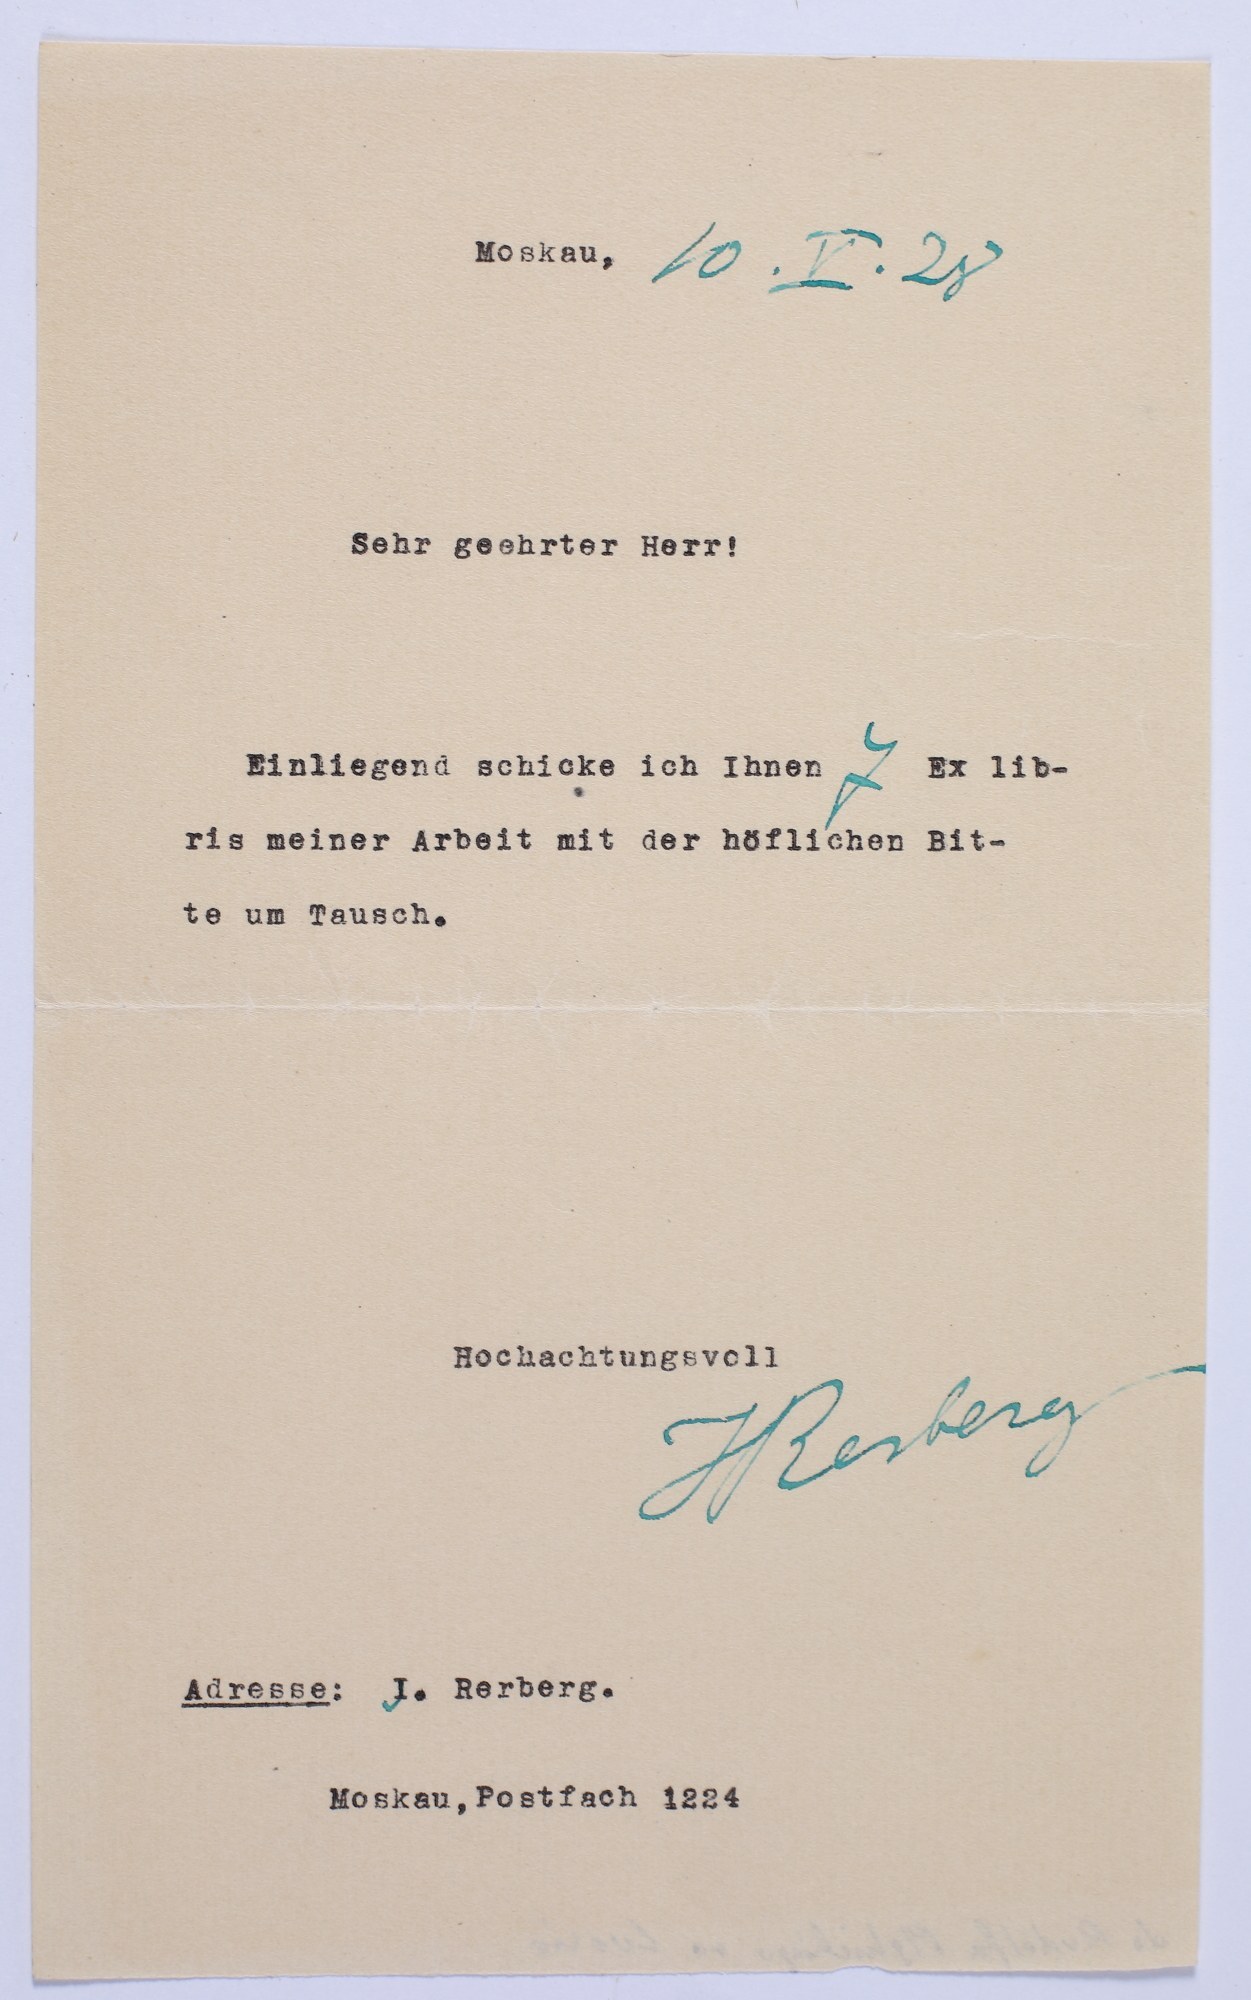 Moskau, 10. V. 28
Sehr geehrter Herr!
Einliegend schicke ich Ihnen 7 Ex lib-
ris meiner Arbeit mit der höflichen Bit-
te um Tausch.
Hochachtungsvoll
JRerberg
Adresse: J. Rerberg.
Moskau,Postfach 1224